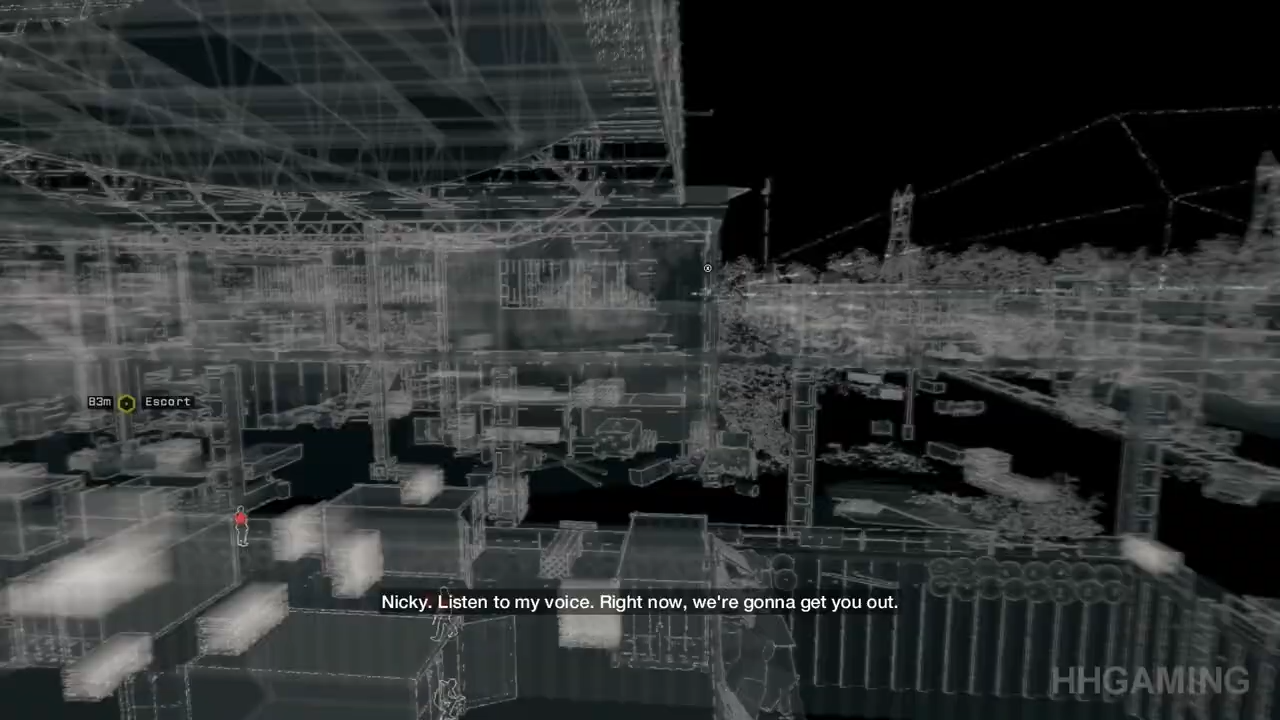 83m Escort
Nicky. Listen to my voice. Right now, we're gonna get you out.
HHGAMING